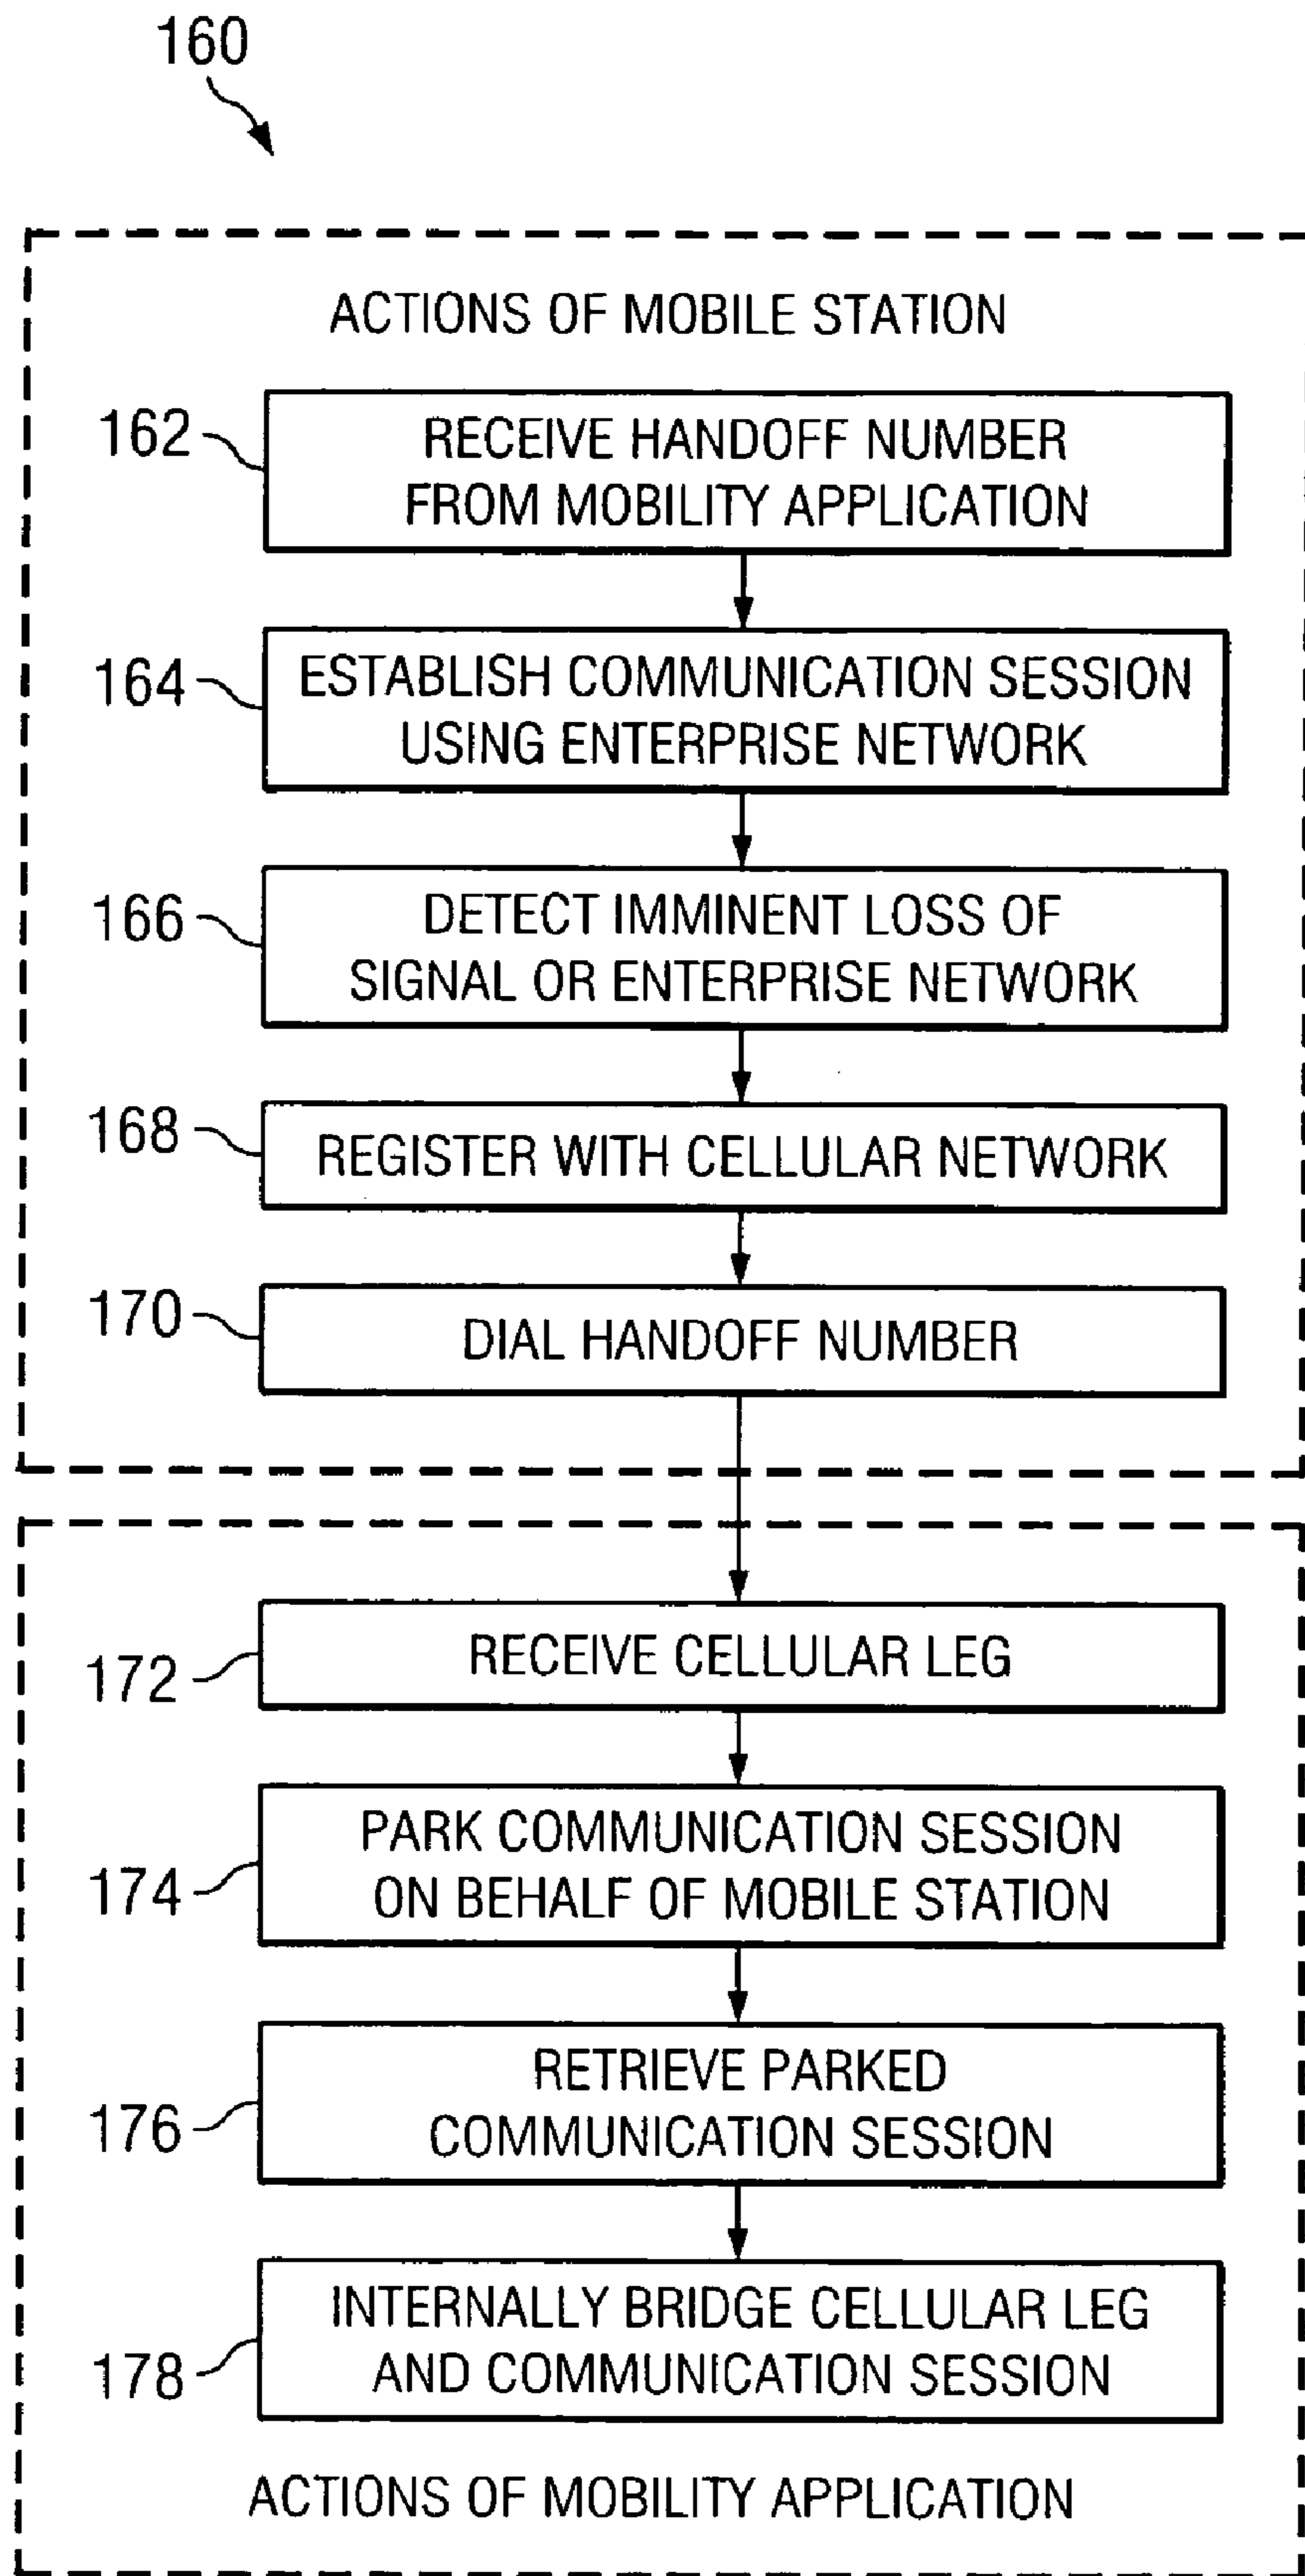 160
ACTIONS OF MOBILE STATION
162
RECEIVE HANDOFF NUMBER
FROM MOBILITY APPLICATION
164
ESTABLISH COMMUNICATION SESSION
USING ENTERPRISE NETWORK
166
DETECT IMMINENT LOSS OF
SIGNAL OR ENTERPRISE NETWORK
168
REGISTER WITH CELLULAR NETWORK
170
DIAL HANDOFF NUMBER
172
RECEIVE CELLULAR LEG
174
PARK COMMUNICATION SESSION
ON BEHALF OF MOBILE STATION
176
RETRIEVE PARKED
COMMUNICATION SESSION
178
INTERNALLY BRIDGE CELLULAR LEG
AND COMMUNICATION SESSION
ACTIONS OF MOBILITY APPLICATION